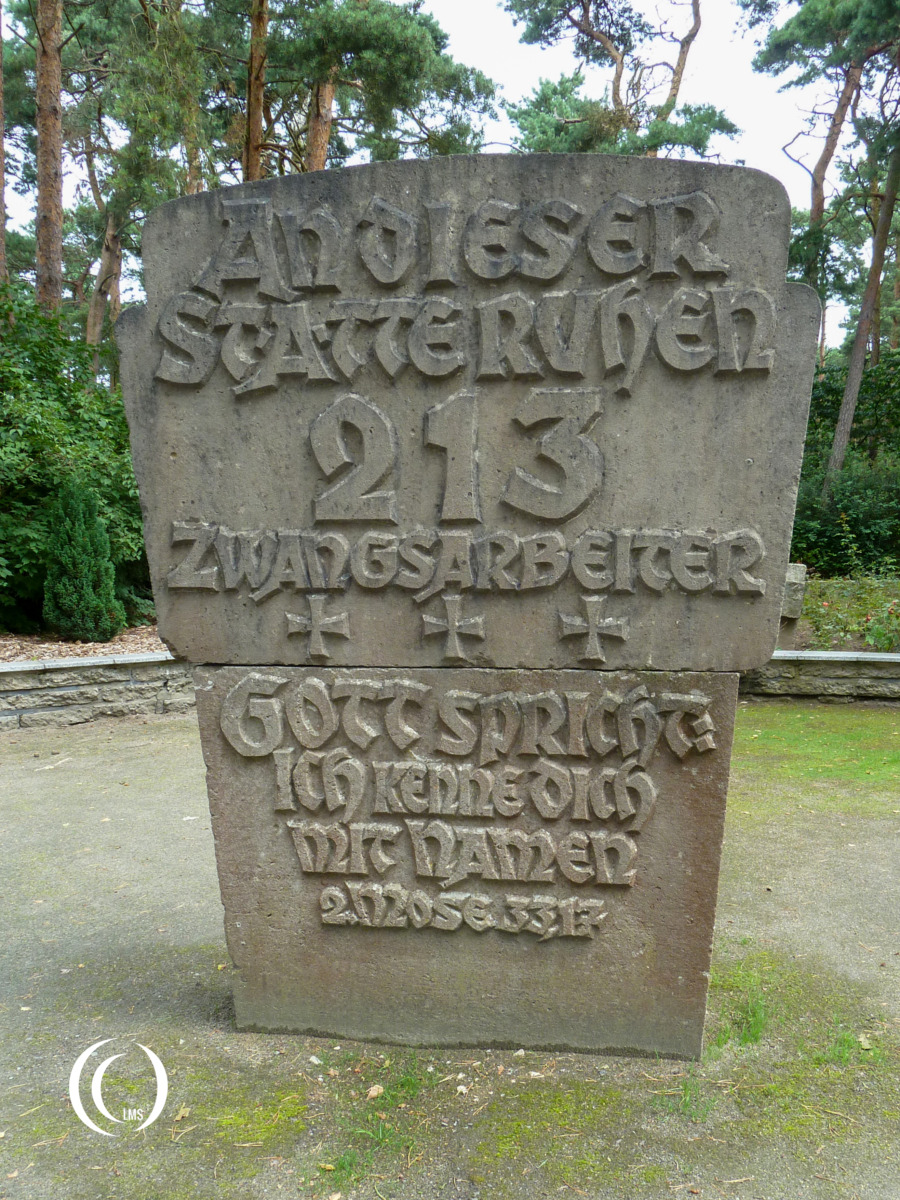 AN DIESER
STÄTTE RUHEN
213
ZWANGSARBEITER
GOTT SPRICHT:
ICH KENNE DICH
MIT NAMEN
2. MOSE 33,17
LMS